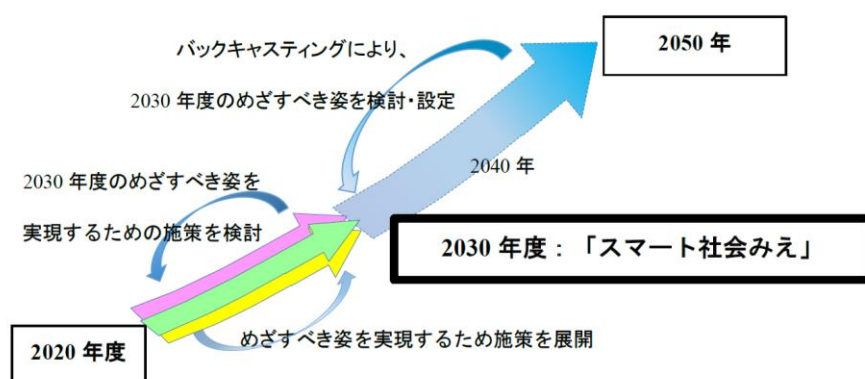 バックキャスティングにより、
2030 年度のめざすべき姿を検討・設定
2050 年
2040 年
2030 年度のめざすべき姿を
実現するための施策を検討
2030 年度：「スマート社会みえ」
めざすべき姿を実現するため施策を展開
2020 年度